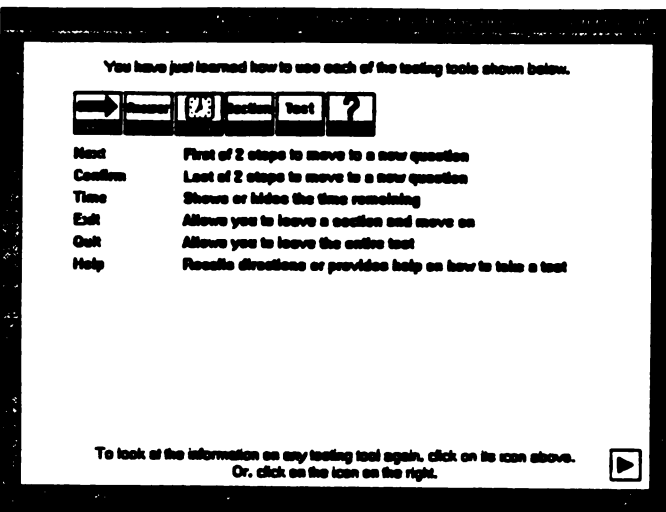 You have just learned how to use each of the testing tools shown below.
Answer Section Test ?
Next First of 2 steps to move to a new question
Confirm Last of 2 steps to move to a new question
Time Shows or hides the time remaining
Exit Allows you to leave a section and move on
Quit Allows you to leave the entire test
Help Recalls directions or provides help on how to take a test
To look at the information on any testing tool again, click on its icon above.
Or, click on the icon on the right.